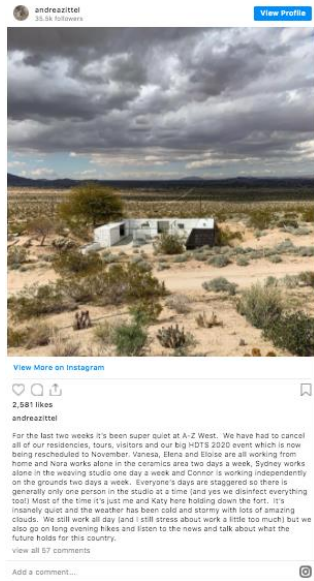 andreazittel
35.8k followers
View Profile
View More on Instagram
2,581 likes
andreazittel
For the last two weeks it's been super quiet at A-Z West. We have had to cancel
all of our residencies, tours, visitors and our big HDTS 2020 event which is now
being rescheduled to November. Vanesa, Elena and Eloise are all working from
home and Nora works alone in the ceramics area two days a week, Sydney works
alone in the weaving studio one day a week and Connor is working independently
on the grounds two days a week. Everyone's days are staggered so there is
generally only one person in the studio at a time (and yes we disinfect everything
too!) Most of the time it's just me and Katy here holding down the fort. It's
insanely quiet and the weather has been cold and stormy with lots of amazing
clouds. We still work all day (and I still stress about work a little too much) but we
also go on long evening hikes and listen to the news and talk about what the
future holds for this country.
view all 57 comments
Add a comment...